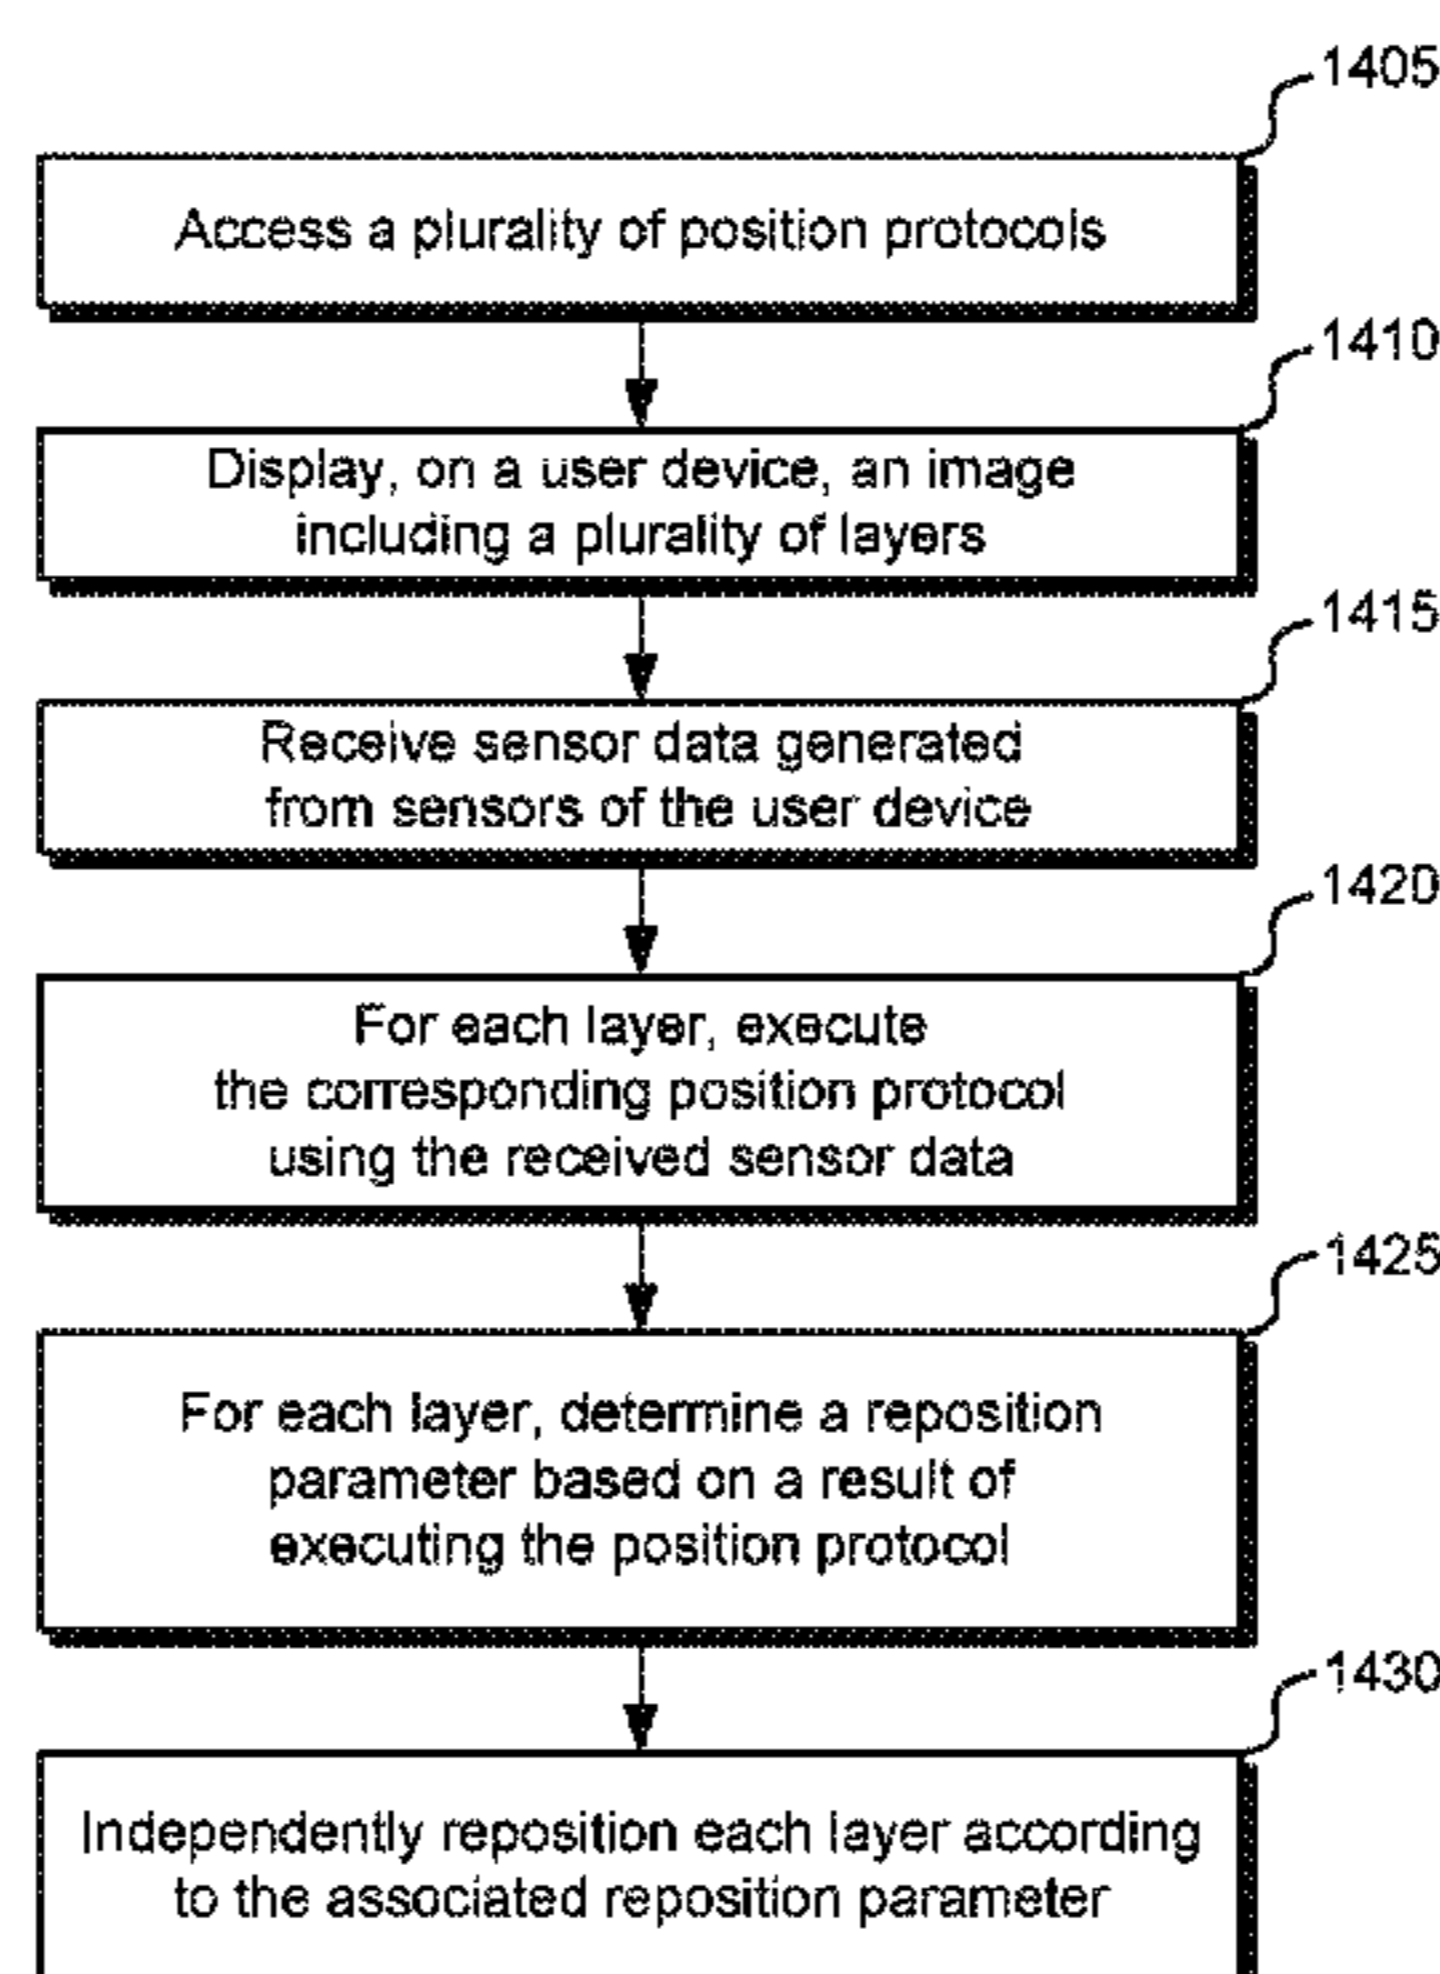 1405
Access a plurality of position protocols
1410
Display, on a user device, an image
including a plurality of layers
1415
Receive sensor data generated
from sensors of the user device
1420
For each layer, execute
the corresponding position protocol
using the received sensor data
1425
For each layer, determine a reposition
parameter based on a result of
executing the position protocol
1430
Independently reposition each layer according
to the associated reposition parameter